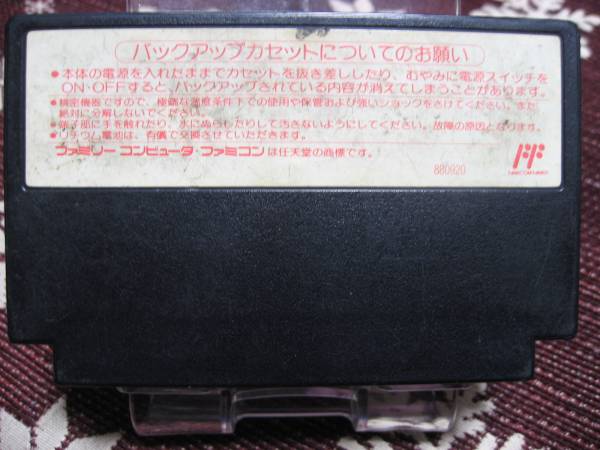 バックアップカセットについてのお願い
●本体の電源を入れたままでカセットを抜き差ししたり、むやみに電源スイッチを
ON・OFFすると、バックアップされている内容が消えてしまうことがあります。
●精密機器ですので、極端な温度条件下での使用や保管および強いショックをさけてください。また、
絶対に分解しないでください。
●端子部に手を触れたり、水にぬらしたりして汚さないようにしてください。故障の原因となります。
●リチウム電池は、有償で交換させていただきます。
ファミリーコンピュータ・ファミコンは任天堂の商標です。
880920
FF